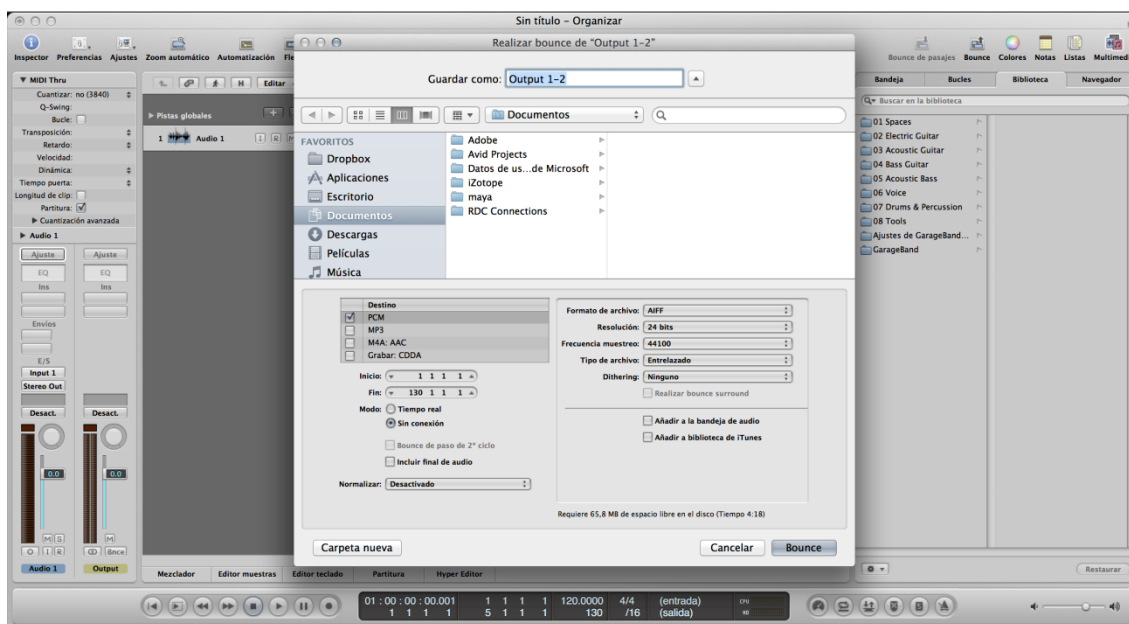 Sin título – Organizar
Inspector Preferencias Ajustes Zoom automático Automatización Fle
Bounce de pasajes Bounce Colores Notas Listas Multimed
Realizar bounce de "Output 1-2"
Guardar como: Output 1-2
Documentos
FAVORITOS
Dropbox
Aplicaciones
Escritorio
Documentos
Descargas
Películas
Música
Adobe
Avid Projects
Datos de us...de Microsoft
iZotope
maya
RDC Connections
Destino
PCM
MP3
M4A: AAC
Grabar: CDDA
Inicio: 1 1 1 1
Fin: 130 1 1 1
Modo: Tiempo real
Sin conexión
Bounce de paso de 2º ciclo
Incluir final de audio
Normalizar: Desactivado
Formato de archivo: AIFF
Resolución: 24 bits
Frecuencia muestreo: 44100
Tipo de archivo: Entrelazado
Dithering: Ninguno
Realizar bounce surround
Añadir a la bandeja de audio
Añadir a biblioteca de iTunes
Requiere 65,8 MB de espacio libre en el disco (Tiempo 4:18)
Carpeta nueva Cancelar Bounce
MIDI Thru
Cuantizar: no (3840)
Q-Swing:
Bucle:
Transposición:
Retardo:
Velocidad:
Dinámica:
Tiempo puerta:
Longitud de clip:
Partitura:
Cuantización avanzada
Audio 1
Ajuste Ajuste
EQ EQ
Ins Ins
Envíos
E/S
Input 1
Stereo Out
Desact. Desact.
0.0 0.0
M S M
O I R Bnce
Audio 1 Output
H Editar
Pistas globales
1 Audio 1 I R M
Bandeja Bucles Biblioteca Navegador
Buscar en la biblioteca
01 Spaces
02 Electric Guitar
03 Acoustic Guitar
04 Bass Guitar
05 Acoustic Bass
06 Voice
07 Drums & Percussion
08 Tools
Ajustes de GarageBand...
GarageBand
Restaurar
Mezclador Editor muestras Editor teclado Partitura Hyper Editor
01 : 00 : 00 : 00.001 1 1 1 1 120.0000 4/4 (entrada) CPU
1 1 1 1 5 1 1 1 130 /16 (salida) HD